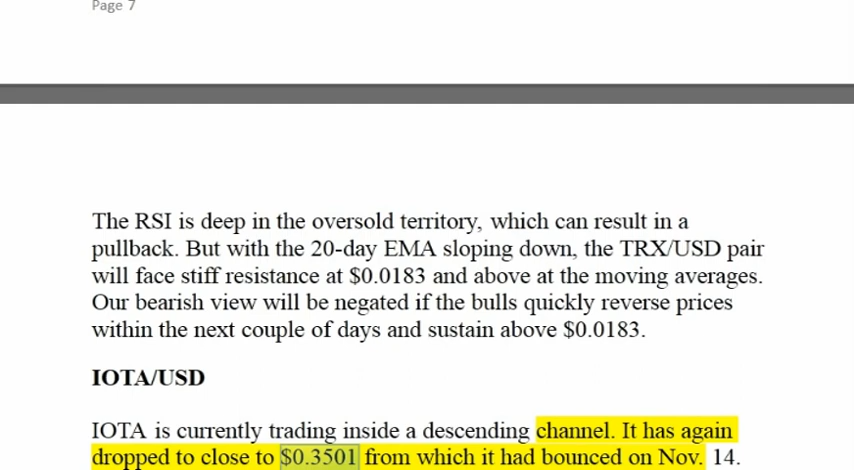 Page 7
The RSI is deep in the oversold territory, which can result in a
pullback. But with the 20-day EMA sloping down, the TRX/USD pair
will face stiff resistance at $0.0183 and above at the moving averages.
Our bearish view will be negated if the bulls quickly reverse prices
within the next couple of days and sustain above $0.0183.
IOTA/USD
IOTA is currently trading inside a descending channel. It has again
dropped to close to $0.3501 from which it had bounced on Nov. 14.